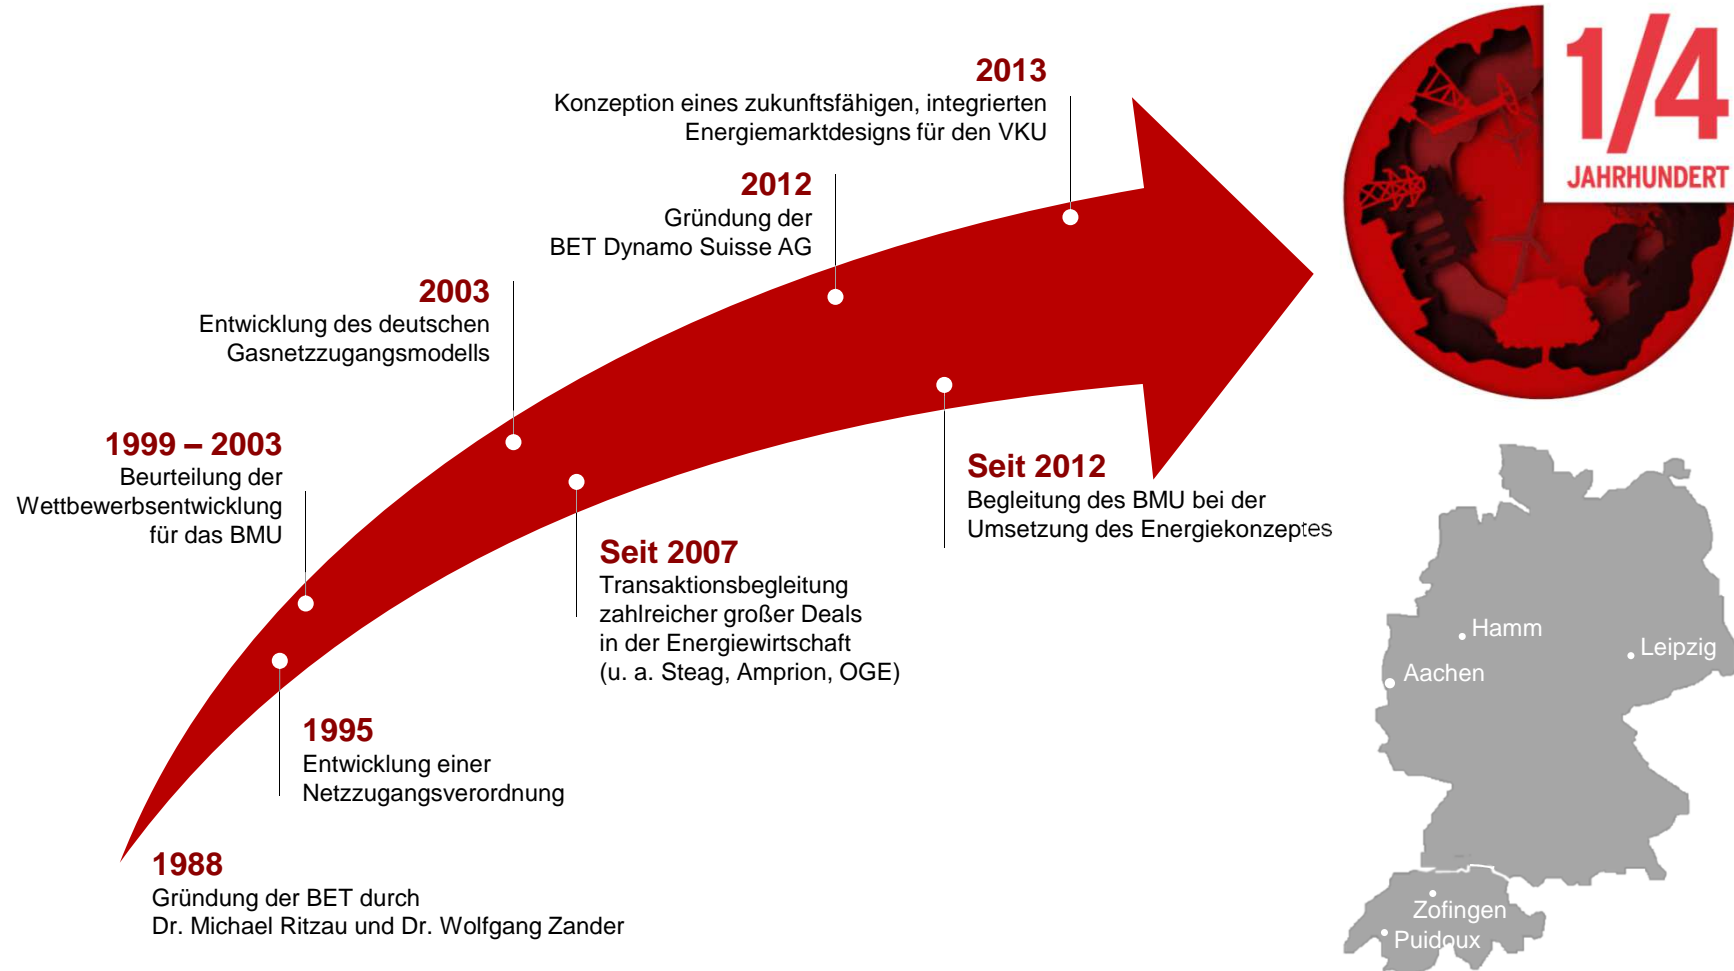 2013
Konzeption eines zukunftsfähigen, integrierten
Energiemarktdesigns für den VKU
2012
Gründung der
BET Dynamo Suisse AG
2003
Entwicklung des deutschen
Gasnetzzugangsmodells
1999 – 2003
Beurteilung der
Wettbewerbsentwicklung
für das BMU
Seit 2012
Begleitung des BMU bei der
Umsetzung des Energiekonzeptes
Seit 2007
Transaktionsbegleitung
zahlreicher großer Deals
in der Energiewirtschaft
(u. a. Steag, Amprion, OGE)
1995
Entwicklung einer
Netzzugangsverordnung
1988
Gründung der BET durch
Dr. Michael Ritzau und Dr. Wolfgang Zander
1/4
JAHRHUNDERT
Hamm
Leipzig
Aachen
Zofingen
Puidoux